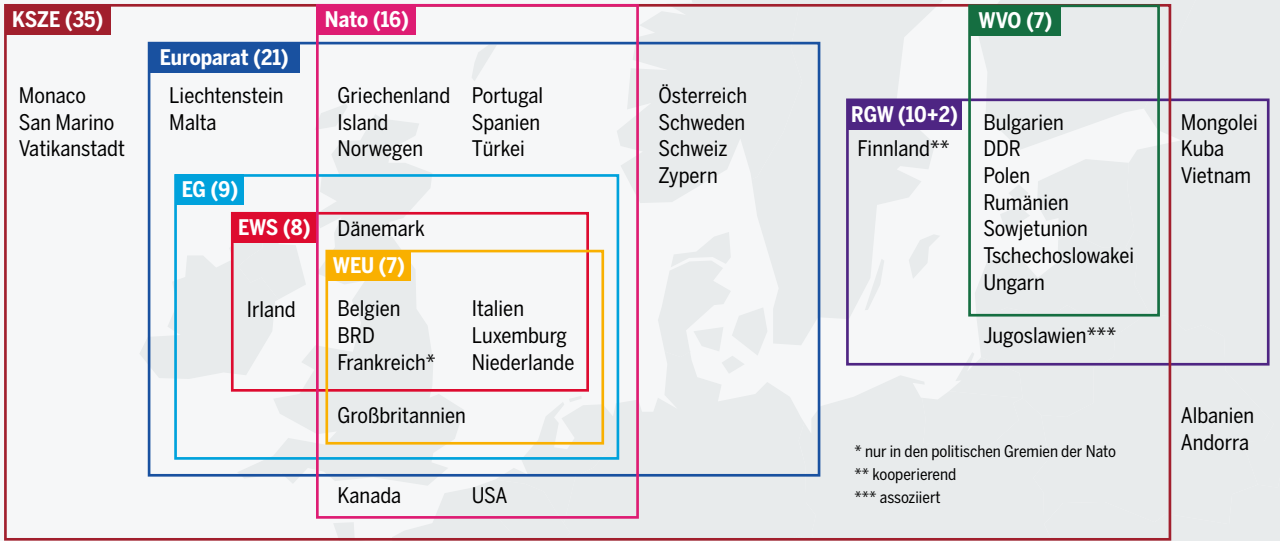 KSZE (35)
Nato (16)
WVO (7)
Europarat (21)
Monaco
San Marino
Vatikanstadt
Liechtenstein
Malta
Griechenland
Island
Norwegen
Portugal
Spanien
Türkei
Österreich
Schweden
Schweiz
Zypern
RGW (10+2)
Finnland**
Bulgarien
DDR
Polen
Rumänien
Sowjetunion
Tschechoslowakei
Ungarn
Jugoslawien***
Mongolei
Kuba
Vietnam
EG (9)
EWS (8)
Dänemark
WEU (7)
Irland
Belgien
BRD
Frankreich*
Italien
Luxemburg
Niederlande
Großbritannien
Kanada
USA
Albanien
Andorra
* nur in den politischen Gremien der Nato
** kooperierend
*** assoziiert